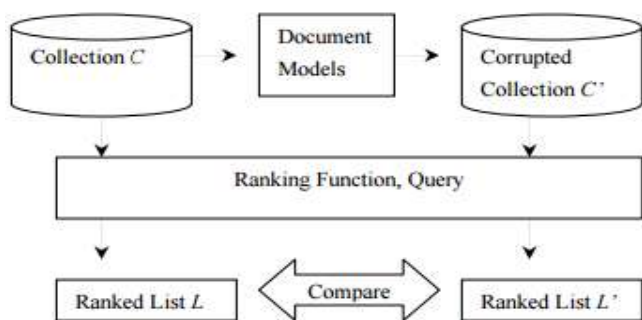 Collection C
Document
Models
Corrupted
Collection C’
Ranking Function, Query
Ranked List L
Compare
Ranked List L’